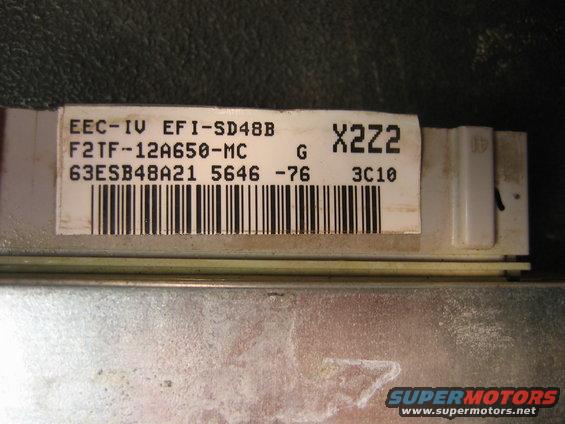 EEC-IV EFI-SD48B
X2Z2
F2TF-12A650-MC G
63ESB48A21 5646 -76 3C10
SUPERMOTORS
www.supermotors.net